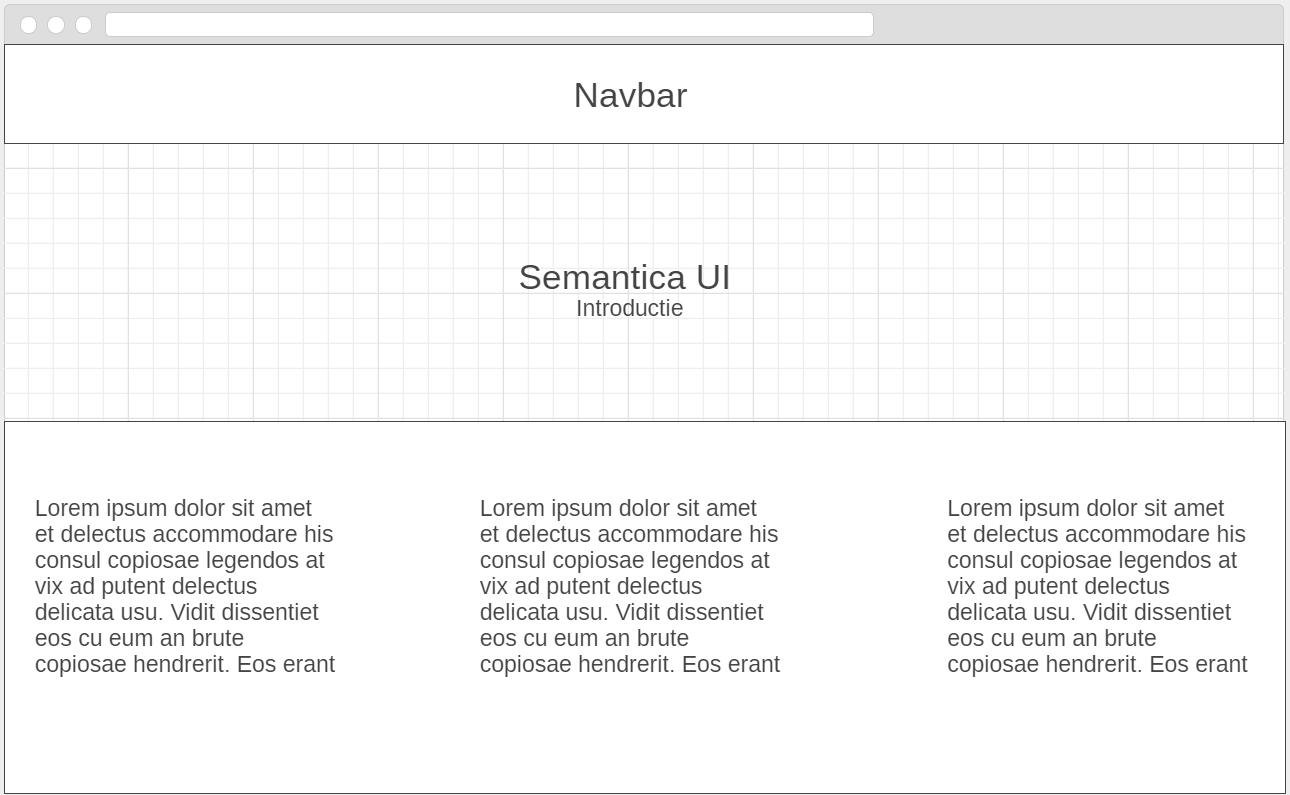 Navbar
Semantica UI
Introductie
Lorem ipsum dolor sit amet
et delectus accommodare his
consul copiosae legendos at
vix ad putent delectus
delicata usu. Vidit dissentiet
eos cu eum an brute
copiosae hendrerit. Eos erant
Lorem ipsum dolor sit amet
et delectus accommodare his
consul copiosae legendos at
vix ad putent delectus
delicata usu. Vidit dissentiet
eos cu eum an brute
copiosae hendrerit. Eos erant
Lorem ipsum dolor sit amet
et delectus accommodare his
consul copiosae legendos at
vix ad putent delectus
delicata usu. Vidit dissentiet
eos cu eum an brute
copiosae hendrerit. Eos erant